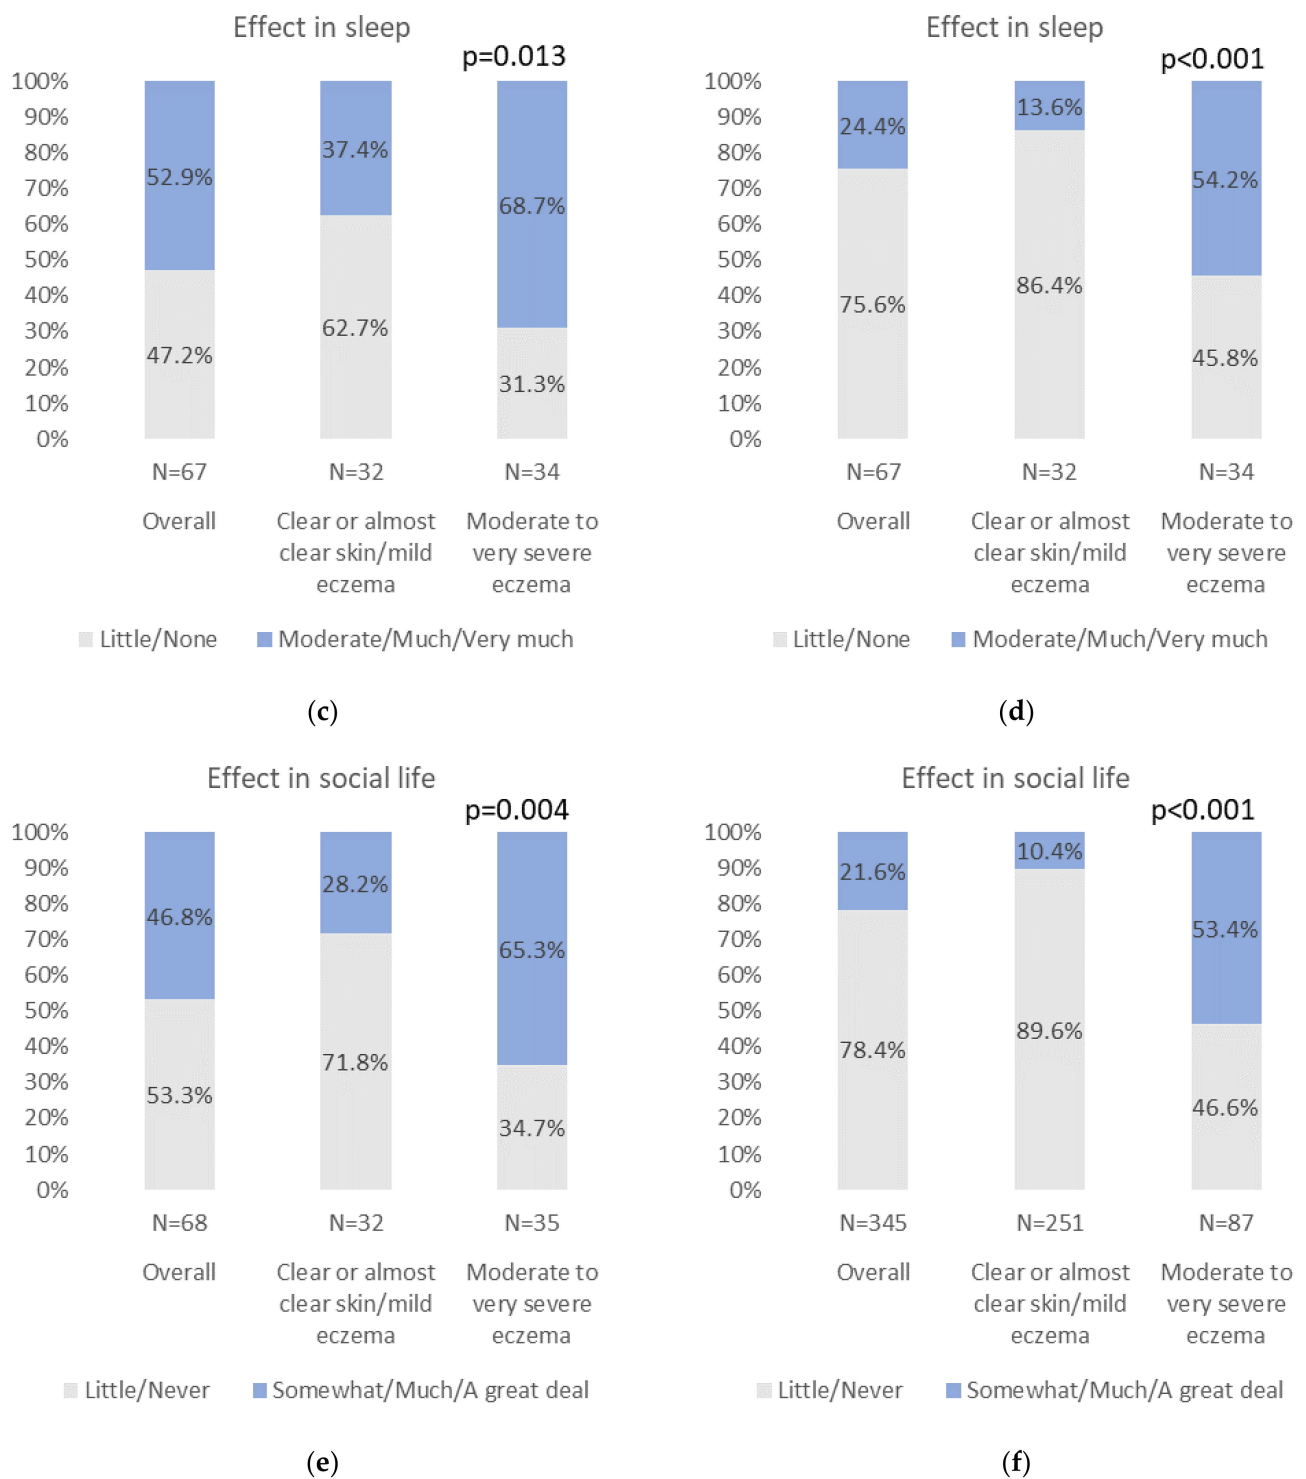 Effect in sleep
p=0.013
100%
90%
80%
70%
60%
50%
40%
30%
20%
10%
0%
52.9%
37.4%
68.7%
47.2%
62.7%
31.3%
N=67
N=32
N=34
Overall
Clear or almost
clear skin/mild
eczema
Moderate to
very severe
eczema
Little/None
Moderate/Much/Very much
(c)
Effect in sleep
p<0.001
100%
90%
80%
70%
60%
50%
40%
30%
20%
10%
0%
24.4%
13.6%
54.2%
75.6%
86.4%
45.8%
N=67
N=32
N=34
Overall
Clear or almost
clear skin/mild
eczema
Moderate to
very severe
eczema
Little/None
Moderate/Much/Very much
(d)
Effect in social life
p=0.004
100%
90%
80%
70%
60%
50%
40%
30%
20%
10%
0%
46.8%
28.2%
65.3%
53.3%
71.8%
34.7%
N=68
N=32
N=35
Overall
Clear or almost
clear skin/mild
eczema
Moderate to
very severe
eczema
Little/Never
Somewhat/Much/A great deal
(e)
Effect in social life
p<0.001
100%
90%
80%
70%
60%
50%
40%
30%
20%
10%
0%
21.6%
10.4%
53.4%
78.4%
89.6%
46.6%
N=345
N=251
N=87
Overall
Clear or almost
clear skin/mild
eczema
Moderate to
very severe
eczema
Little/Never
Somewhat/Much/A great deal
(f)